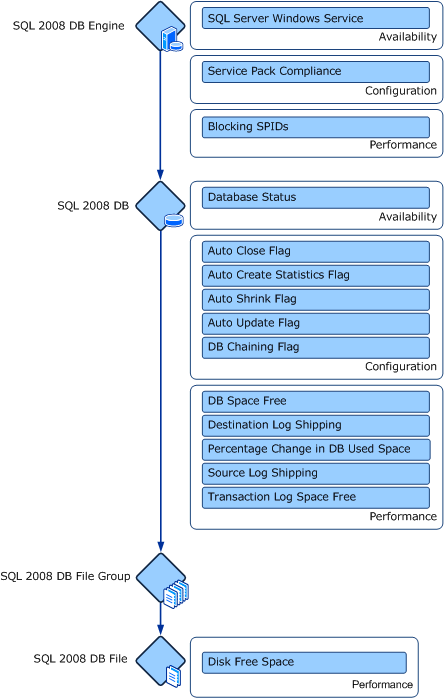 SQL 2008 DB Engine
SQL Server Windows Service
Availability
Service Pack Compliance
Configuration
Blocking SPIDs
Performance
SQL 2008 DB
Database Status
Availability
Auto Close Flag
Auto Create Statistics Flag
Auto Shrink Flag
Auto Update Flag
DB Chaining Flag
Configuration
DB Space Free
Destination Log Shipping
Percentage Change in DB Used Space
Source Log Shipping
Transaction Log Space Free
Performance
SQL 2008 DB File Group
SQL 2008 DB File
Disk Free Space
Performance